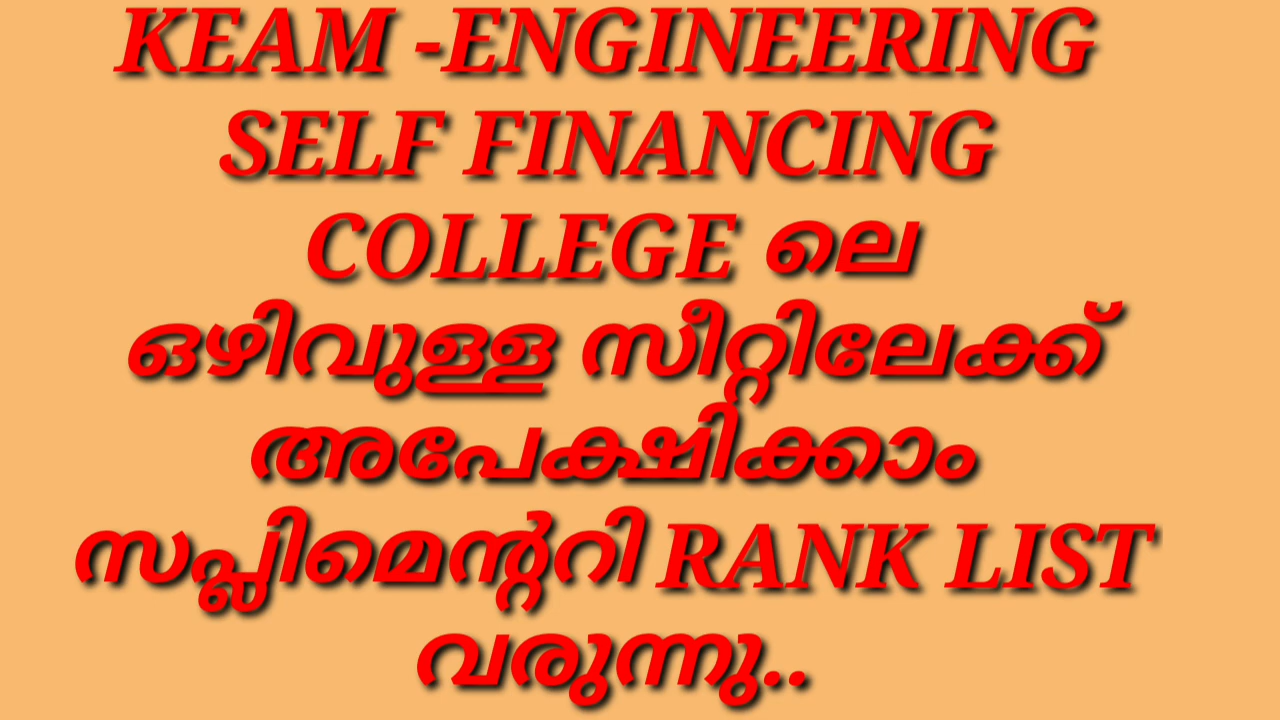 KEAM -ENGINEERING
SELF FINANCING
COLLEGE ലെ
ഒഴിവുള്ള സീറ്റിലേക്ക്
അപേക്ഷിക്കാം
സപ്ലിമെന്ററി RANK LIST
വരുന്നു..